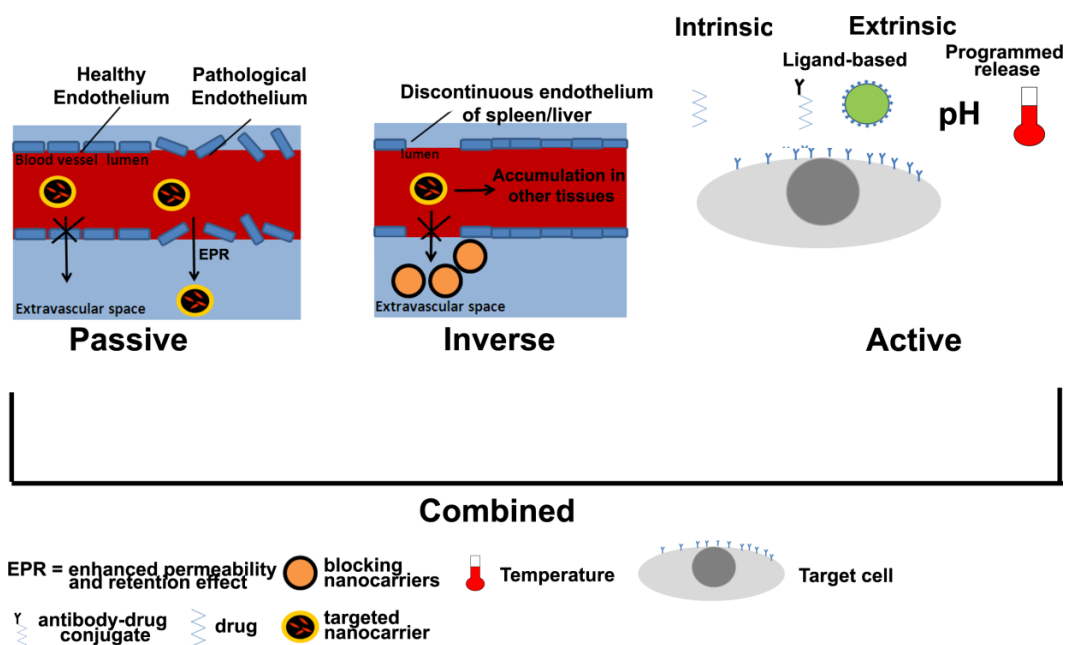 Intrinsic
Extrinsic
Ligand-based
Programmed
release
pH
Healthy
Endothelium
Pathological
Endothelium
Blood vessel lumen
EPR
Extravascular space
Passive
Discontinuous endothelium
of spleen/liver
lumen
Accumulation in
other tissues
Extravascular space
Inverse
Active
Combined
EPR = enhanced permeability
and retention effect
blocking
nanocarriers
Temperature
Target cell
antibody-drug
conjugate
drug
targeted
nanocarrier